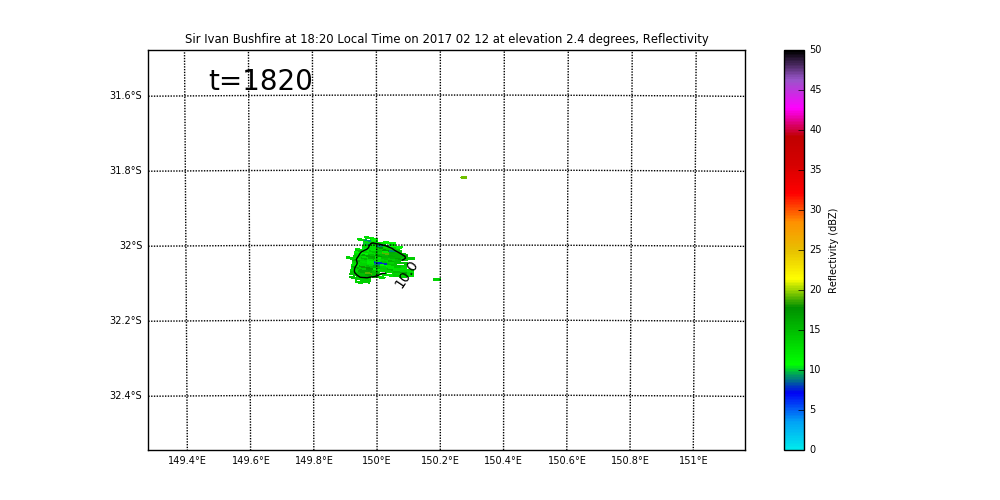 Sir Ivan Bushfire at 18:20 Local Time on 2017 02 12 at elevation 2.4 degrees, Reflectivity
t=1820
31.6°S
31.8°S
32°S
32.2°S
32.4°S
10.0
149.4°E 149.6°E 149.8°E 150°E 150.2°E 150.4°E 150.6°E 150.8°E 151°E
50
45
40
35
30
25
20
15
10
5
0
Reflectivity (dBZ)